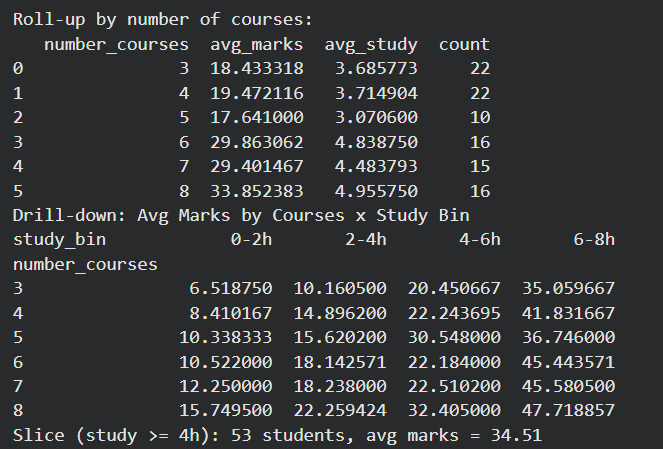 Roll-up by number of courses:
   number_courses  avg_marks  avg_study  count
0               3  18.433318   3.685773     22
1               4  19.472116   3.714904     22
2               5  17.641000   3.070600     10
3               6  29.863062   4.838750     16
4               7  29.401467   4.483793     15
5               8  33.852383   4.955750     16
Drill-down: Avg Marks by Courses x Study Bin
study_bin            0-2h       2-4h       4-6h       6-8h
number_courses
3                6.518750  10.160500  20.450667  35.059667
4                8.410167  14.896200  22.243695  41.831667
5               10.338333  15.620200  30.548000  36.746000
6               10.522000  18.142571  22.184000  45.443571
7               12.250000  18.238000  22.510200  45.580500
8               15.749500  22.259424  32.405000  47.718857
Slice (study >= 4h): 53 students, avg marks = 34.51